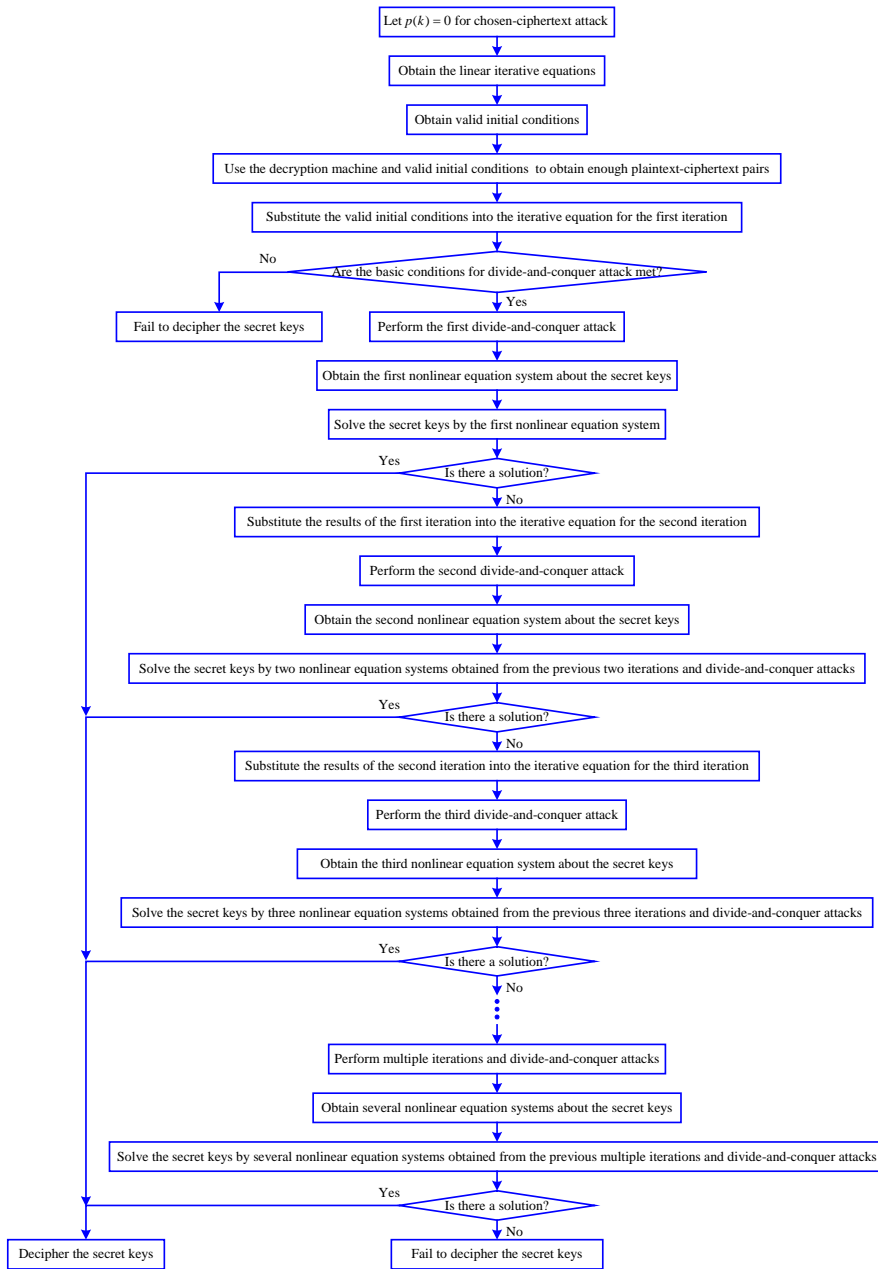 Let p(k) = 0 for chosen-ciphertext attack
Obtain the linear iterative equations
Obtain valid initial conditions
Use the decryption machine and valid initial conditions to obtain enough plaintext-ciphertext pairs
Substitute the valid initial conditions into the iterative equation for the first iteration
No
Are the basic conditions for divide-and-conquer attack met?
Yes
Fail to decipher the secret keys
Perform the first divide-and-conquer attack
Obtain the first nonlinear equation system about the secret keys
Solve the secret keys by the first nonlinear equation system
Yes
Is there a solution?
No
Substitute the results of the first iteration into the iterative equation for the second iteration
Perform the second divide-and-conquer attack
Obtain the second nonlinear equation system about the secret keys
Solve the secret keys by two nonlinear equation systems obtained from the previous two iterations and divide-and-conquer attacks
Yes
Is there a solution?
No
Substitute the results of the second iteration into the iterative equation for the third iteration
Perform the third divide-and-conquer attack
Obtain the third nonlinear equation system about the secret keys
Solve the secret keys by three nonlinear equation systems obtained from the previous three iterations and divide-and-conquer attacks
Yes
Is there a solution?
No
Perform multiple iterations and divide-and-conquer attacks
Obtain several nonlinear equation systems about the secret keys
Solve the secret keys by several nonlinear equation systems obtained from the previous multiple iterations and divide-and-conquer attacks
Yes
Is there a solution?
No
Decipher the secret keys
Fail to decipher the secret keys